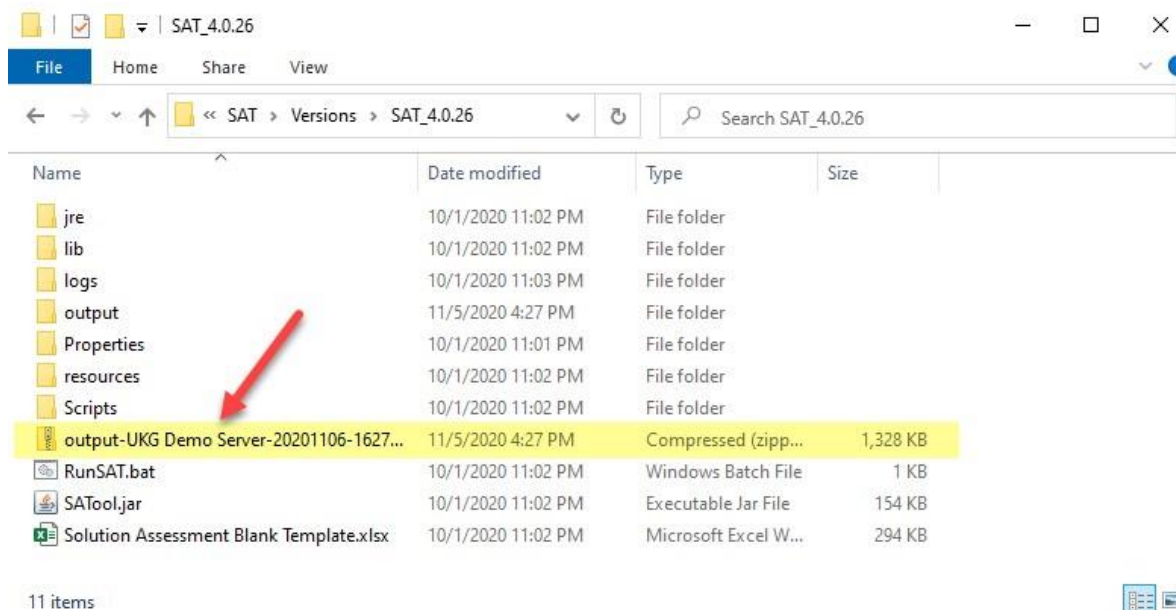 SAT_4.0.26
File Home Share View
« SAT > Versions > SAT_4.0.26 Search SAT_4.0.26
Name Date modified Type Size
jre 10/1/2020 11:02 PM File folder
lib 10/1/2020 11:02 PM File folder
logs 10/1/2020 11:03 PM File folder
output 11/5/2020 4:27 PM File folder
Properties 10/1/2020 11:01 PM File folder
resources 10/1/2020 11:02 PM File folder
Scripts 10/1/2020 11:02 PM File folder
output-UKG Demo Server-20201106-1627... 11/5/2020 4:27 PM Compressed (zipp... 1,328 KB
RunSAT.bat 10/1/2020 11:02 PM Windows Batch File 1 KB
SATool.jar 10/1/2020 11:02 PM Executable Jar File 154 KB
Solution Assessment Blank Template.xlsx 10/1/2020 11:02 PM Microsoft Excel W... 294 KB
11 items